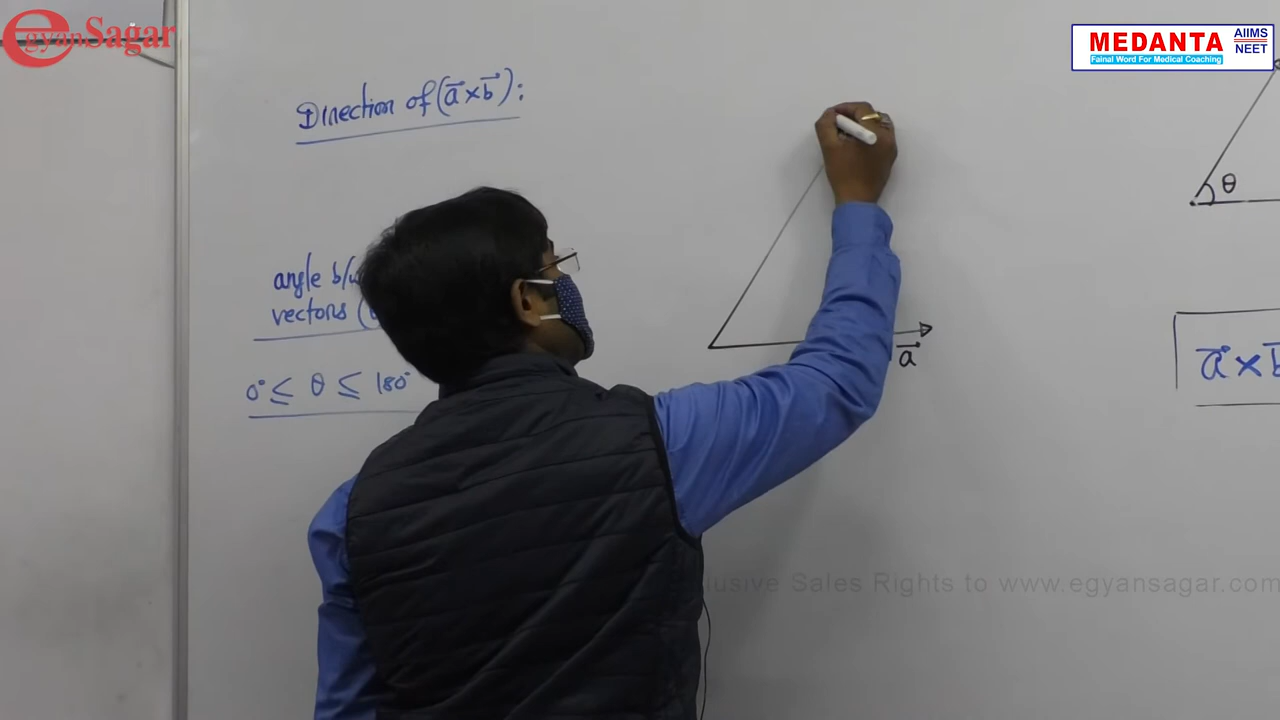 egyanSagar
MEDANTA
AIIMS
NEET
Fainal Word For Medical Coaching
Direction of (a⃗ × b⃗ ):
θ
angle b/w
vectors (
a⃗
0° ≤ θ ≤ 180°
a⃗ × b⃗
Sales Rights to www.egyansagar.com